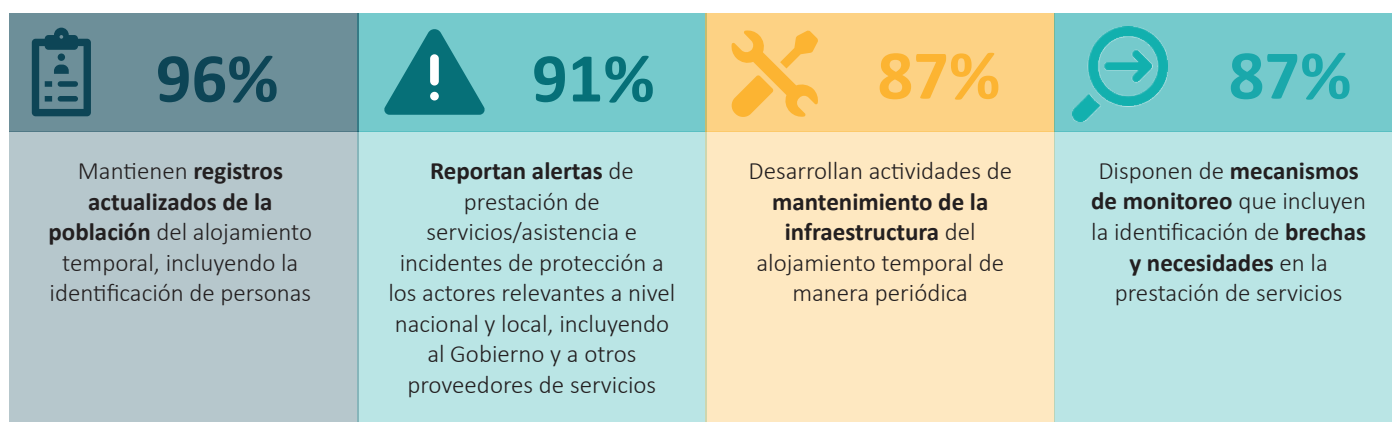 96%
Mantienen registros
actualizados de la
población del alojamiento
temporal, incluyendo la
identificación de personas
91%
Reportan alertas de
prestación de
servicios/asistencia e
incidentes de protección a
los actores relevantes a nivel
nacional y local, incluyendo
al Gobierno y a otros
proveedores de servicios
87%
Desarrollan actividades de
mantenimiento de la
infraestructura del
alojamiento temporal de
manera periódica
87%
Disponen de mecanismos
de monitoreo que incluyen
la identificación de brechas
y necesidades en la
prestación de servicios